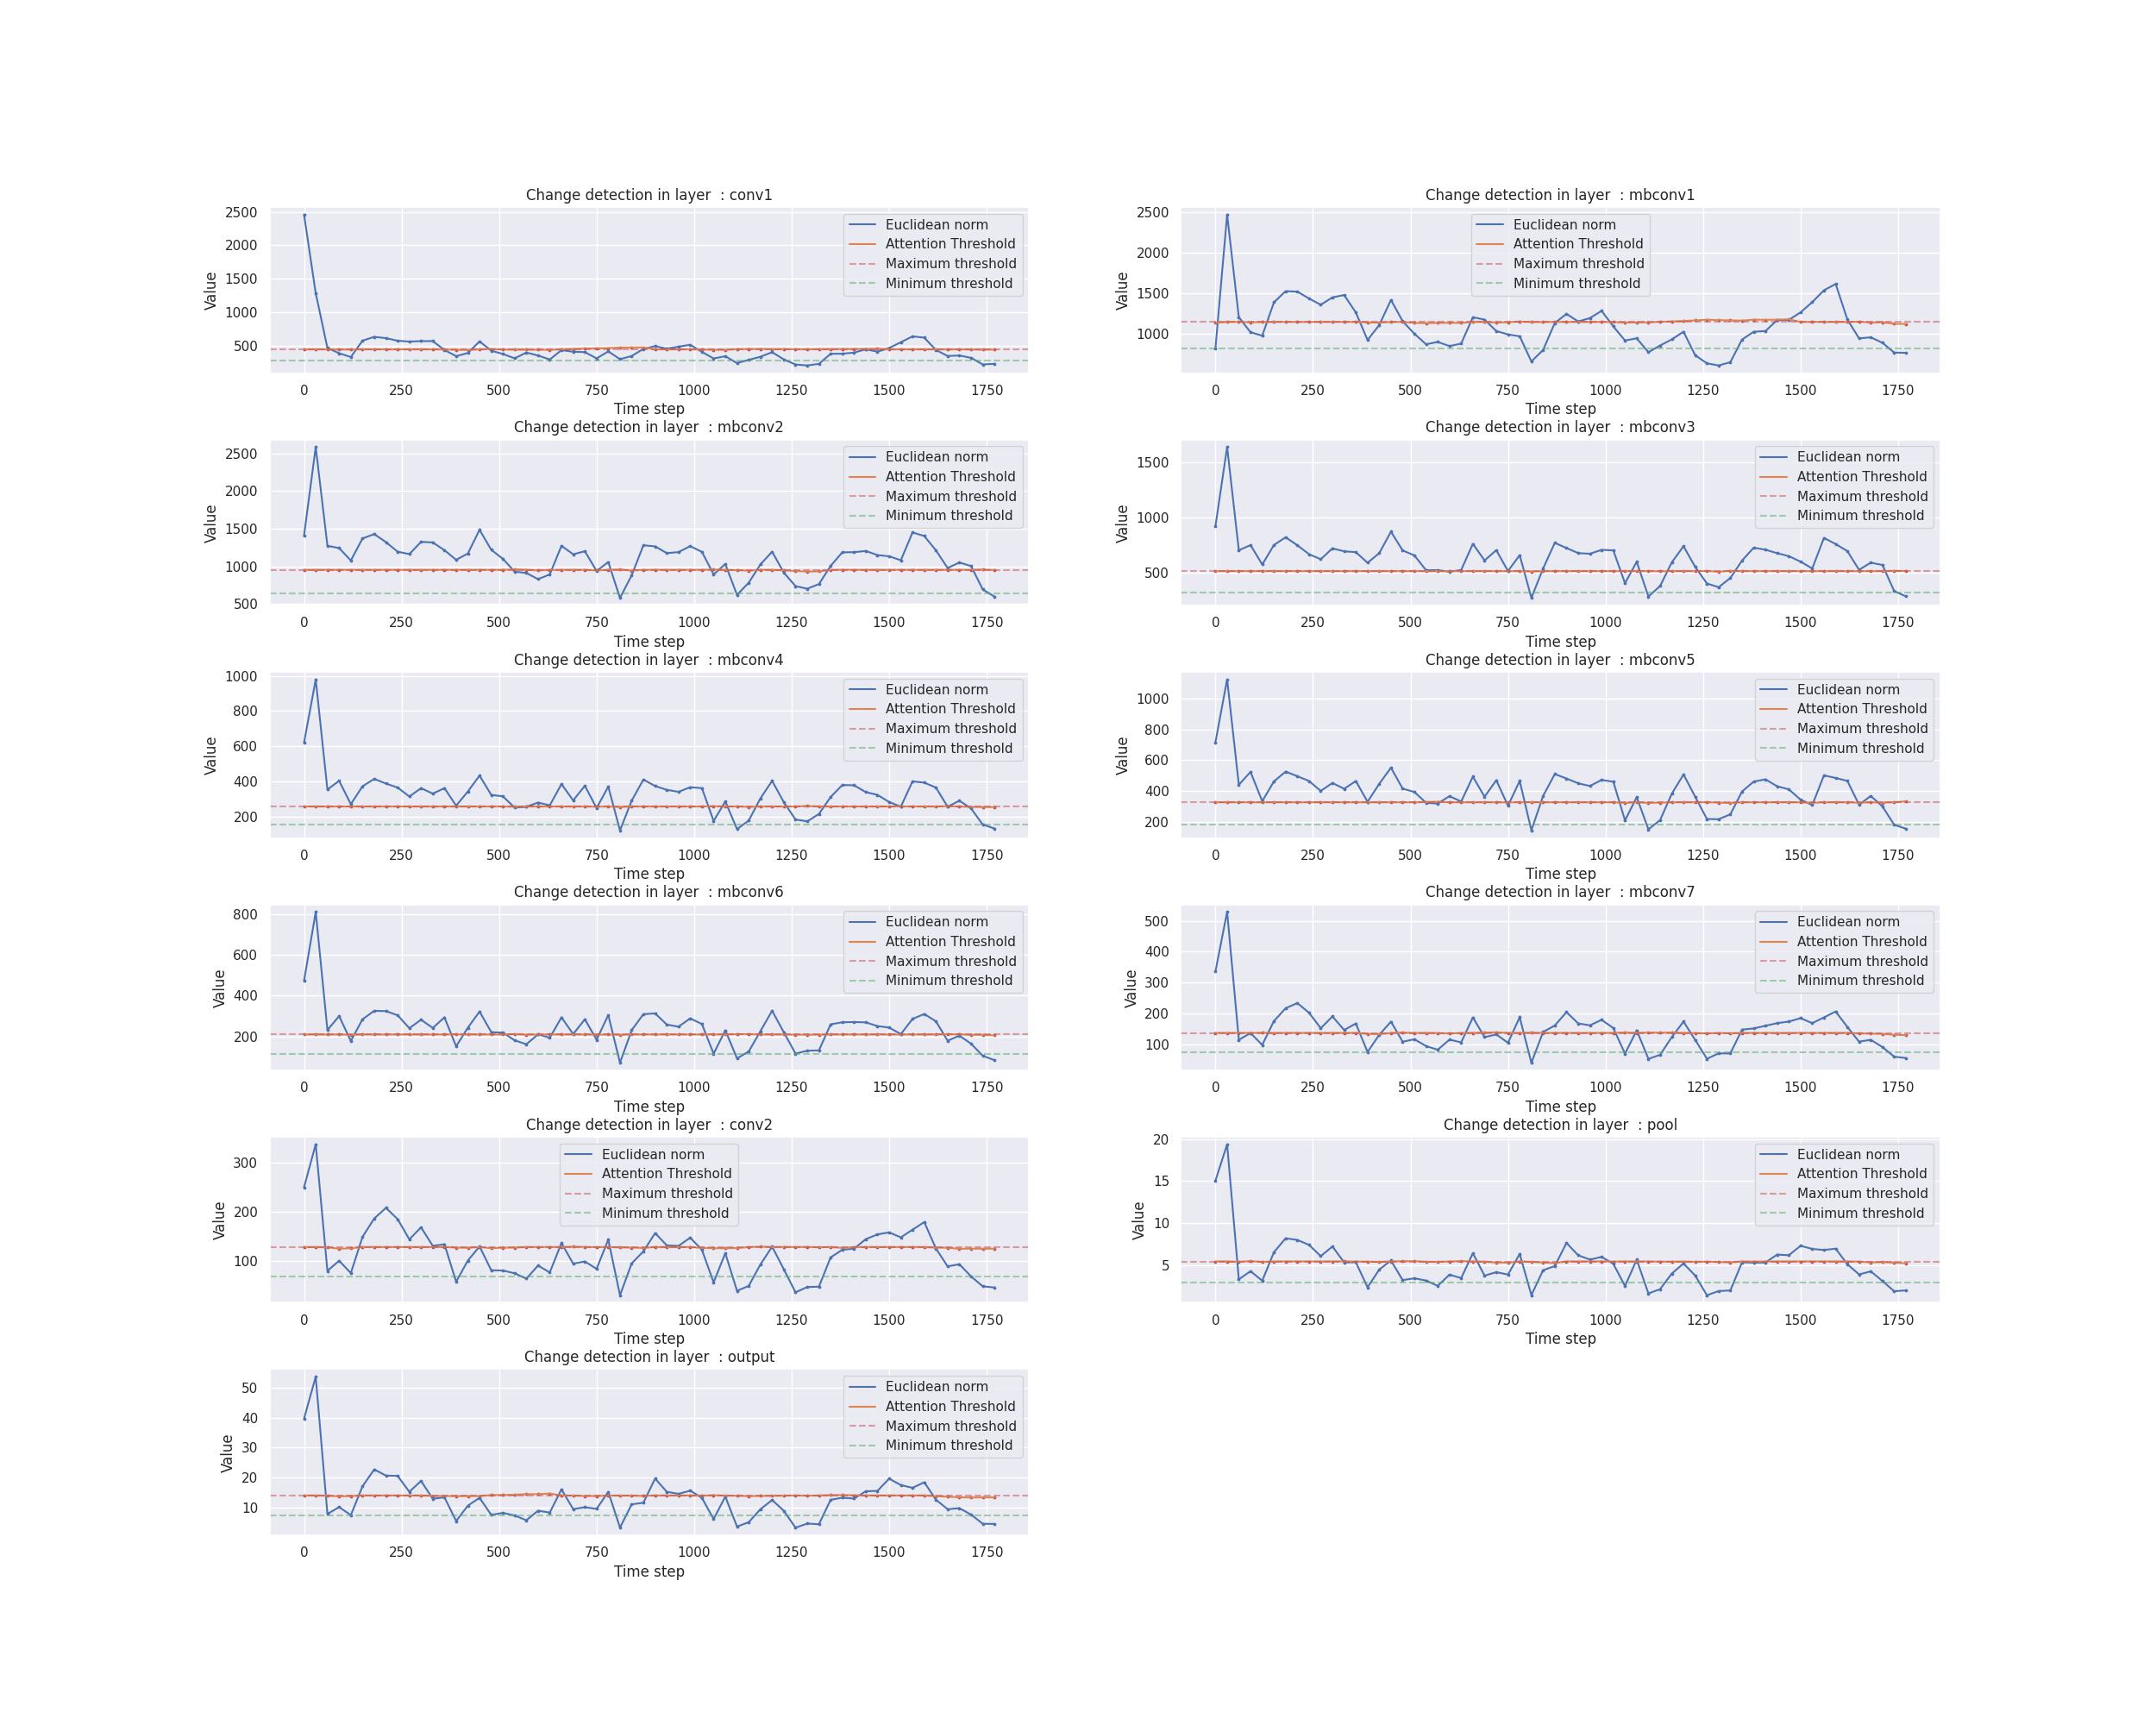 Change detection in layer : conv1
Value
2500
2000
1500
1000
500
Euclidean norm
Attention Threshold
Maximum threshold
Minimum threshold
0 250 500 750 1000 1250 1500 1750
Time step
Change detection in layer : mbconv1
Value
2500
2000
1500
1000
Euclidean norm
Attention Threshold
Maximum threshold
Minimum threshold
0 250 500 750 1000 1250 1500 1750
Time step
Change detection in layer : mbconv2
Value
2500
2000
1500
1000
500
Euclidean norm
Attention Threshold
Maximum threshold
Minimum threshold
0 250 500 750 1000 1250 1500 1750
Time step
Change detection in layer : mbconv3
Value
1500
1000
500
Euclidean norm
Attention Threshold
Maximum threshold
Minimum threshold
0 250 500 750 1000 1250 1500 1750
Time step
Change detection in layer : mbconv4
Value
1000
800
600
400
200
Euclidean norm
Attention Threshold
Maximum threshold
Minimum threshold
0 250 500 750 1000 1250 1500 1750
Time step
Change detection in layer : mbconv5
Value
1000
800
600
400
200
Euclidean norm
Attention Threshold
Maximum threshold
Minimum threshold
0 250 500 750 1000 1250 1500 1750
Time step
Change detection in layer : mbconv6
Value
800
600
400
200
Euclidean norm
Attention Threshold
Maximum threshold
Minimum threshold
0 250 500 750 1000 1250 1500 1750
Time step
Change detection in layer : mbconv7
Value
500
400
300
200
100
Euclidean norm
Attention Threshold
Maximum threshold
Minimum threshold
0 250 500 750 1000 1250 1500 1750
Time step
Change detection in layer : conv2
Value
300
200
100
Euclidean norm
Attention Threshold
Maximum threshold
Minimum threshold
0 250 500 750 1000 1250 1500 1750
Time step
Change detection in layer : pool
Value
20
15
10
5
Euclidean norm
Attention Threshold
Maximum threshold
Minimum threshold
0 250 500 750 1000 1250 1500 1750
Time step
Change detection in layer : output
Value
50
40
30
20
10
Euclidean norm
Attention Threshold
Maximum threshold
Minimum threshold
0 250 500 750 1000 1250 1500 1750
Time step